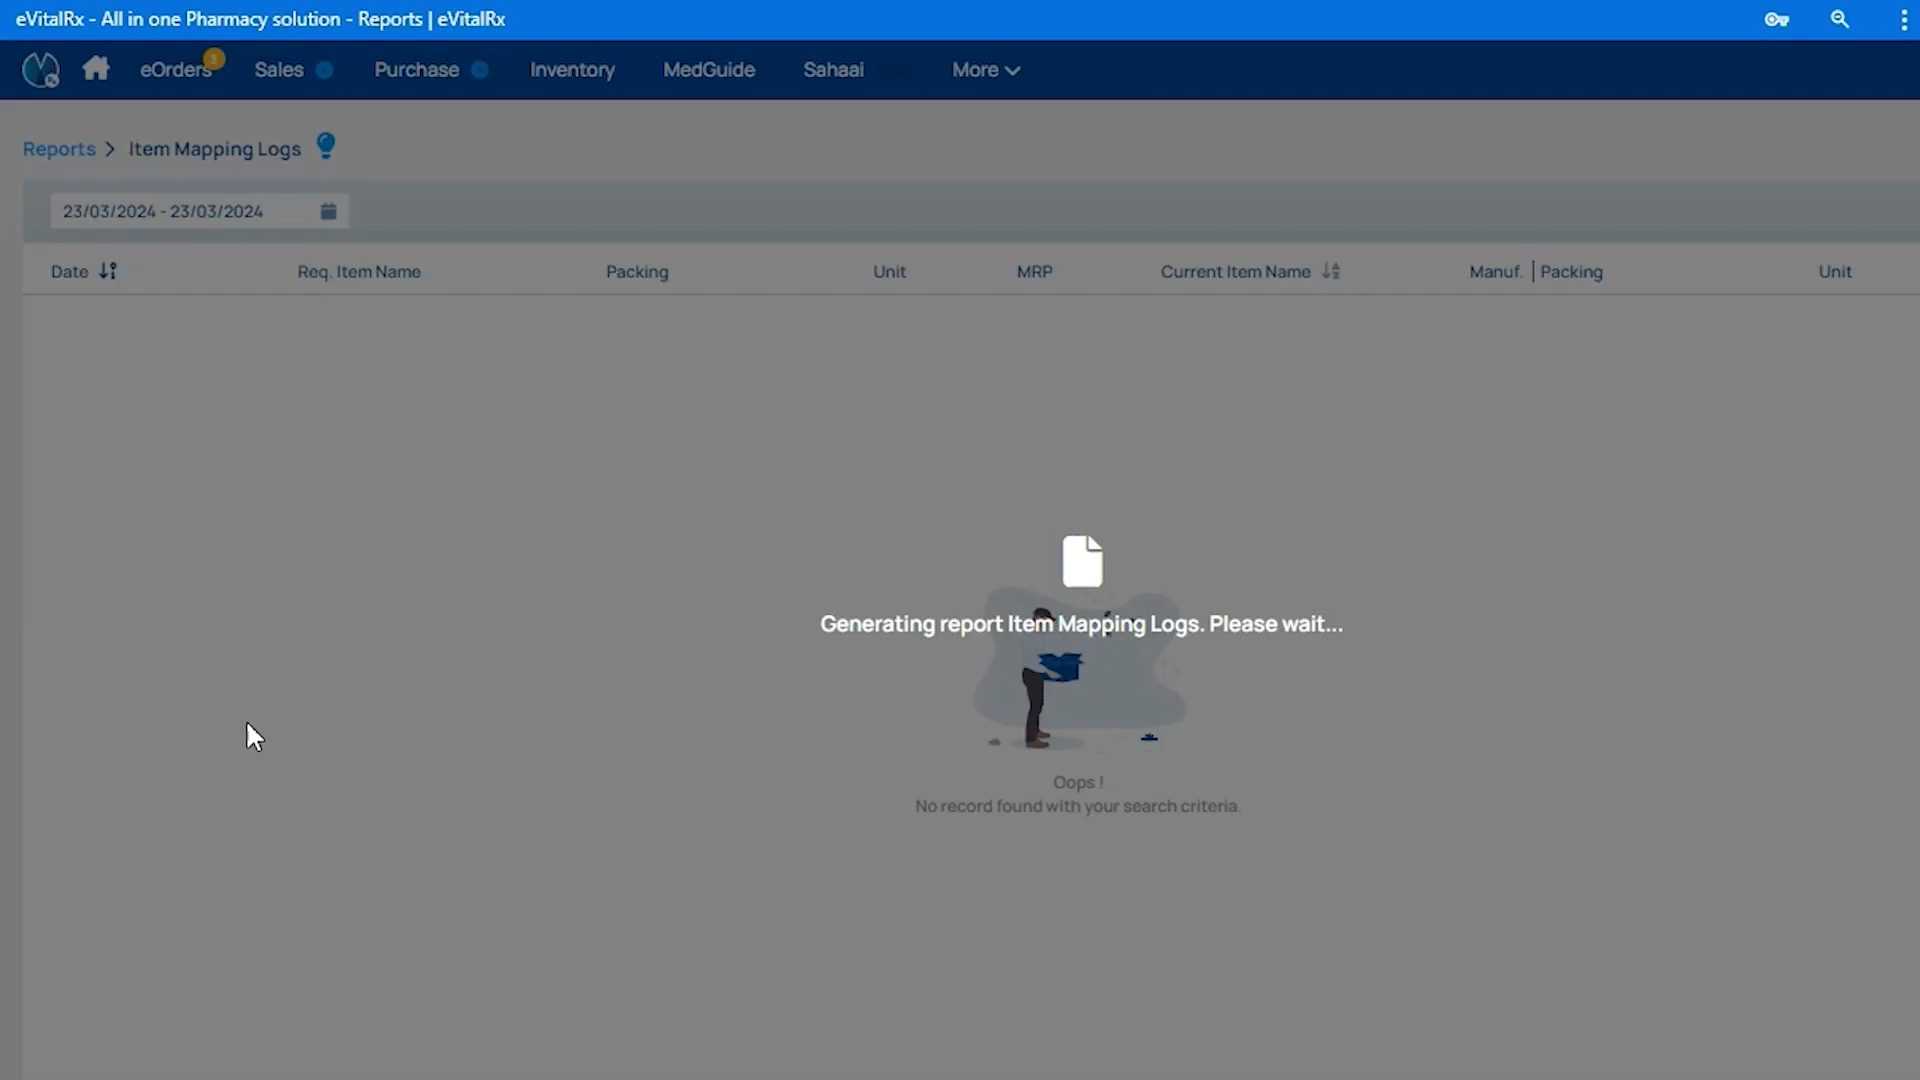 eVitalRx - All in one Pharmacy solution - Reports | eVitalRx
eOrders 3 Sales Purchase Inventory MedGuide Sahaai More
Reports > Item Mapping Logs
23/03/2024 - 23/03/2024
Date Req. Item Name Packing Unit MRP Current Item Name Manuf. | Packing Unit
Generating report Item Mapping Logs. Please wait...
Oops !
No record found with your search criteria.